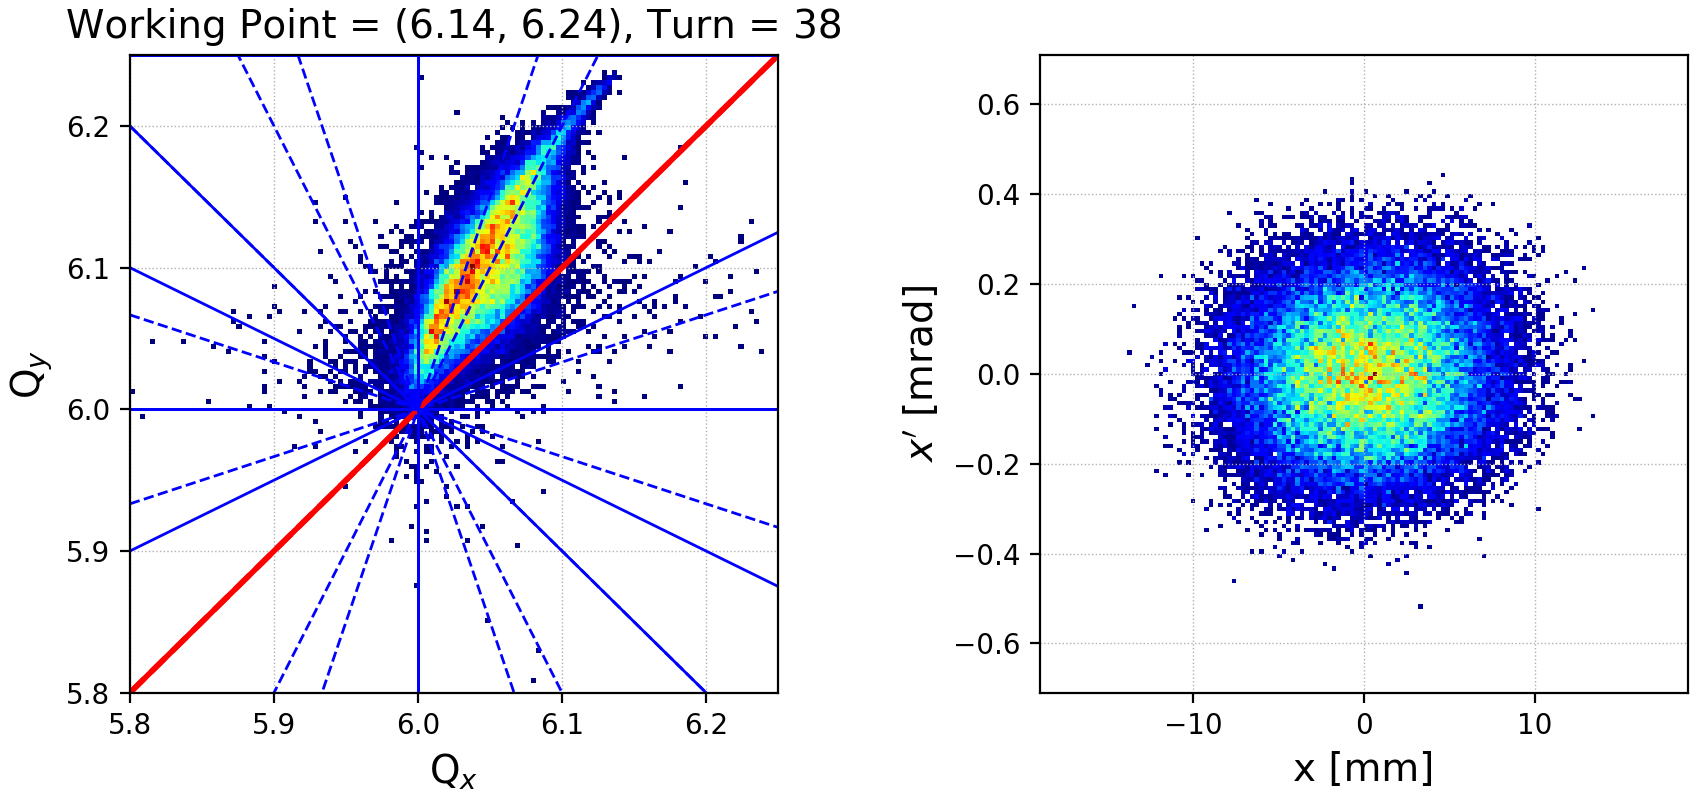 Working Point = (6.14, 6.24), Turn = 38
6.2
6.1
6.0
5.9
5.8
Qy
5.8 5.9 6.0 6.1 6.2
Qx
0.6
0.4
0.2
0.0
−0.2
−0.4
−0.6
x′ [mrad]
−10 0 10
x [mm]